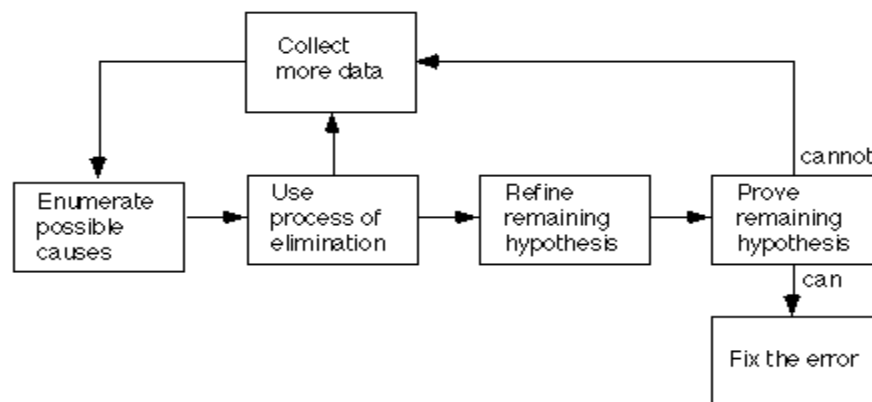 Collect
more data
cannot
Enumerate
possible
causes
Use
process of
elimination
Refine
remaining
hypothesis
Prove
remaining
hypothesis
can
Fix the error